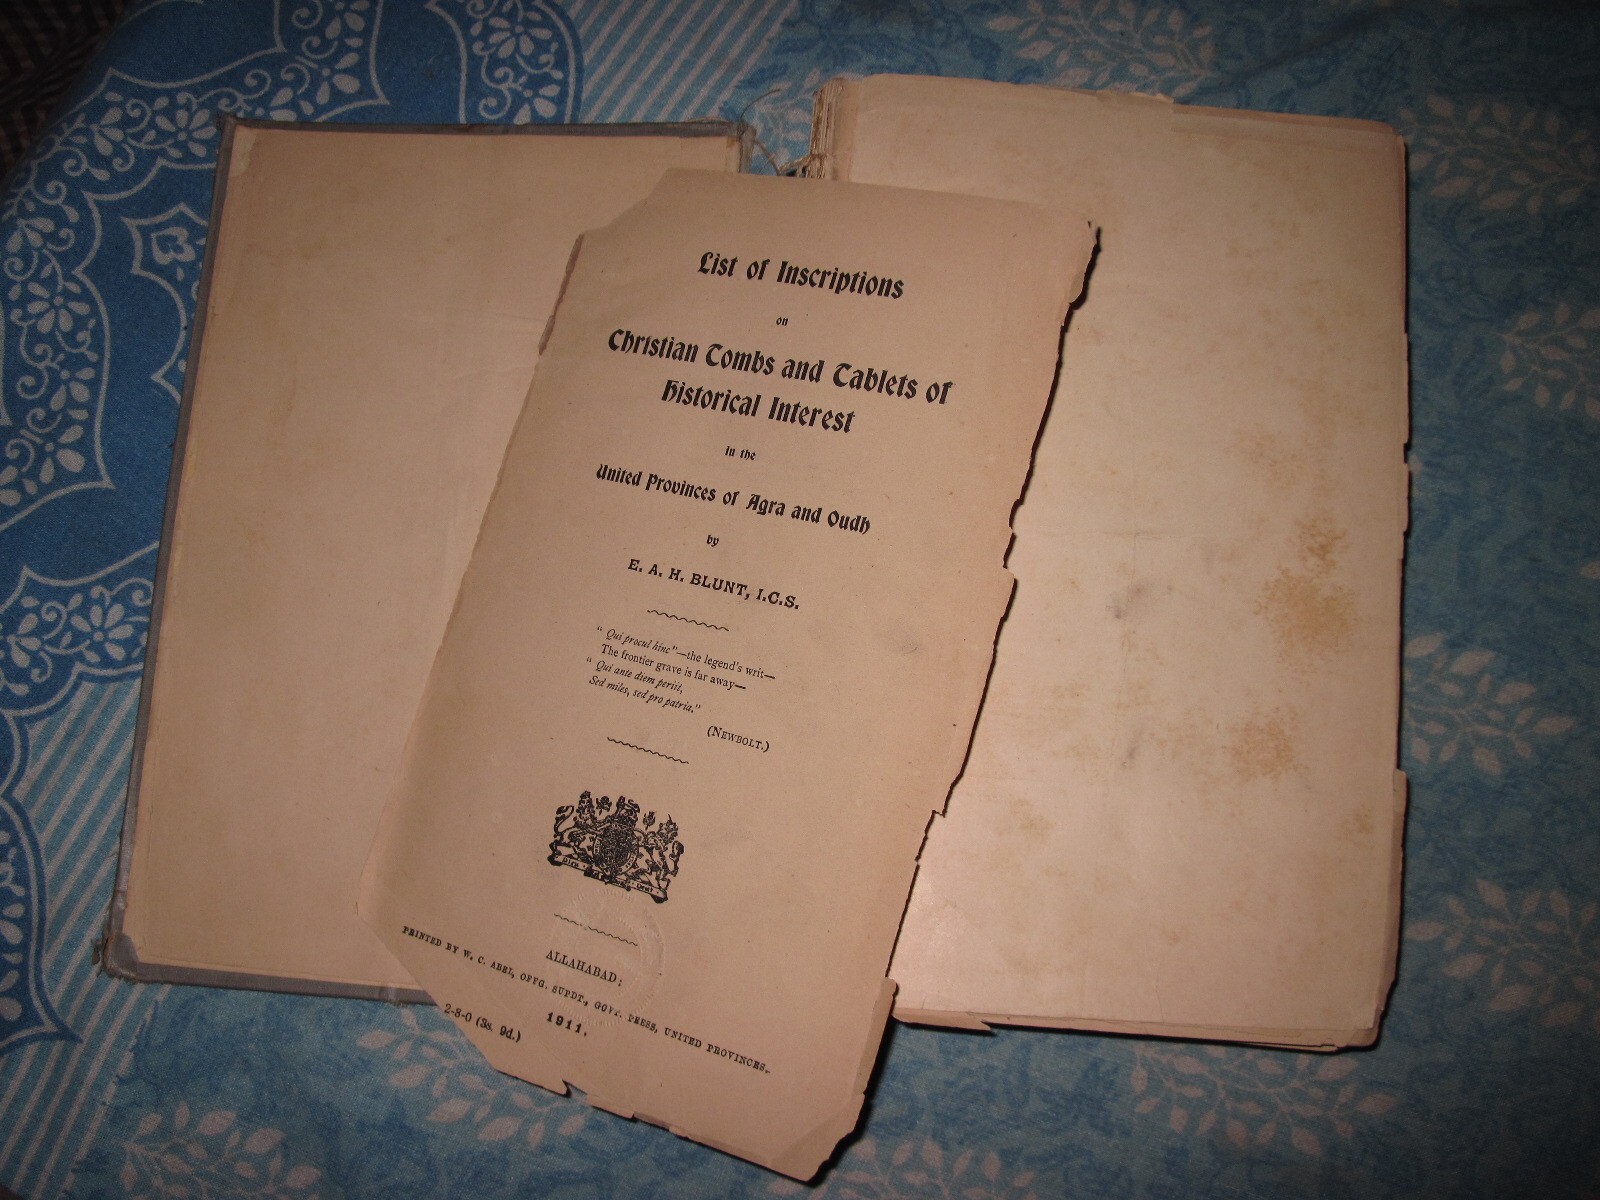 List of Inscriptions
on
Christian Tombs and Tablets of
Historical Interest
in the
United Provinces of Agra and Oudh
by
E. A. H. BLUNT, I.C.S.
"Qui procul hinc"—the legend's writ—
The frontier grave is far away—
"Qui ante diem periit,
Sed miles, sed pro patria."
(NEWBOLT.)
ALLAHABAD:
PRINTED BY W. C. ABEL, OFFG. SUPDT., GOVT. PRESS, UNITED PROVINCES.
1911.
2-8-0 (3s. 9d.)